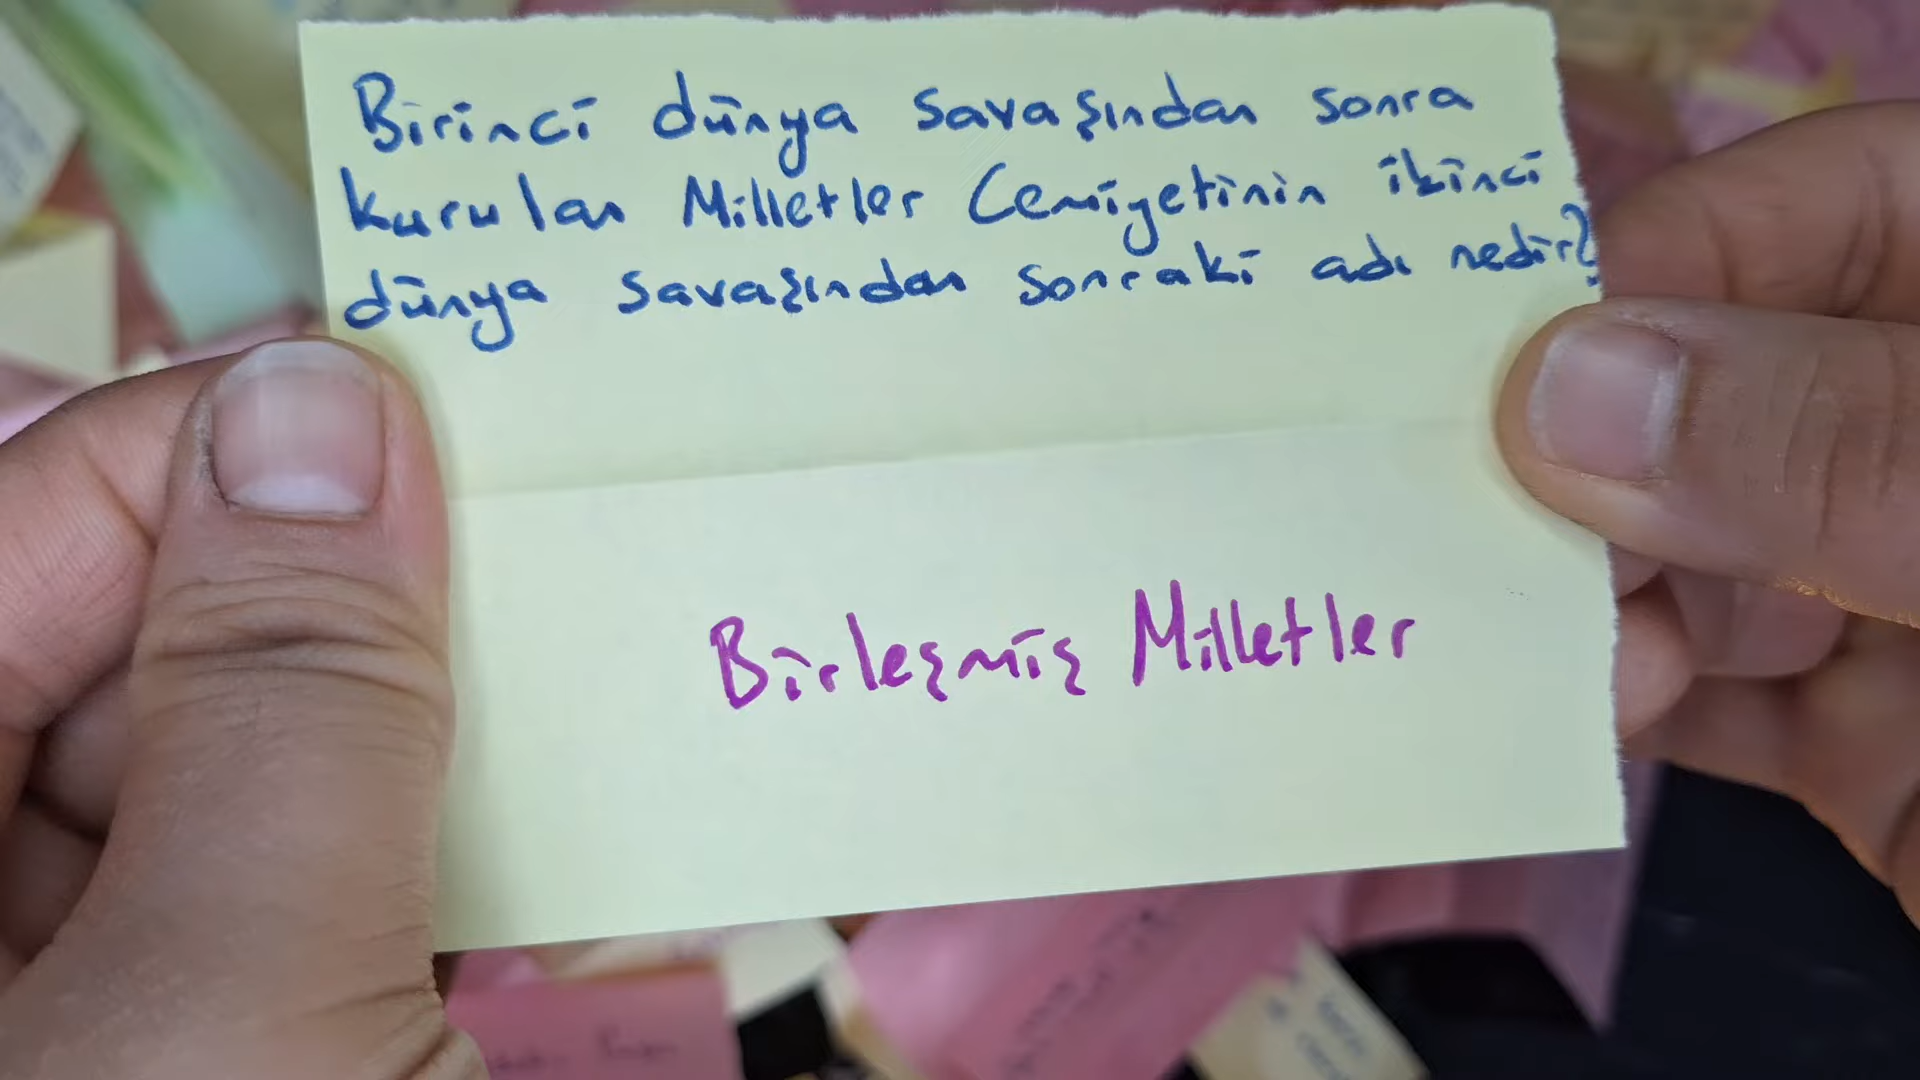 Birinci dünya savaşından sonra
kurulan Milletler Cemiyetinin ikinci
dünya savaşından sonraki adı nedir?
Birleşmiş Milletler